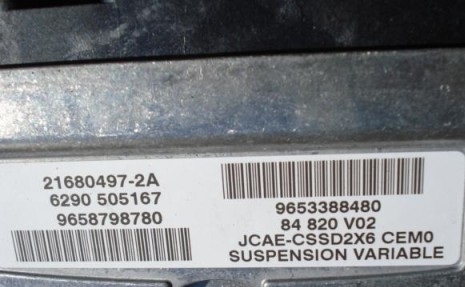 21680497-2A
6290 505167
9658798780
9653388480
84 820 V02
JCAE-CSSD2X6 CEM0
SUSPENSION VARIABLE